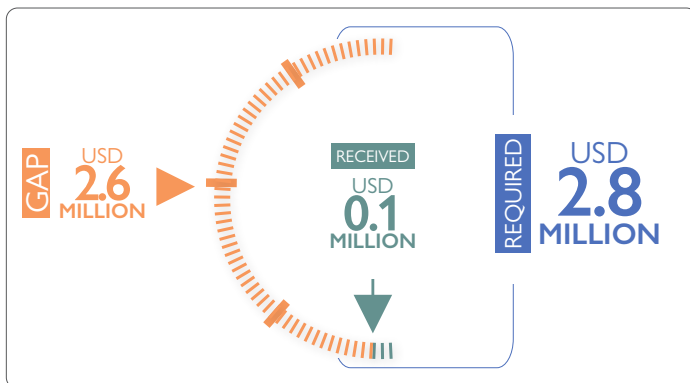 GAP
USD
2.6
MILLION
RECEIVED
USD
0.1
MILLION
REQUIRED
USD
2.8
MILLION